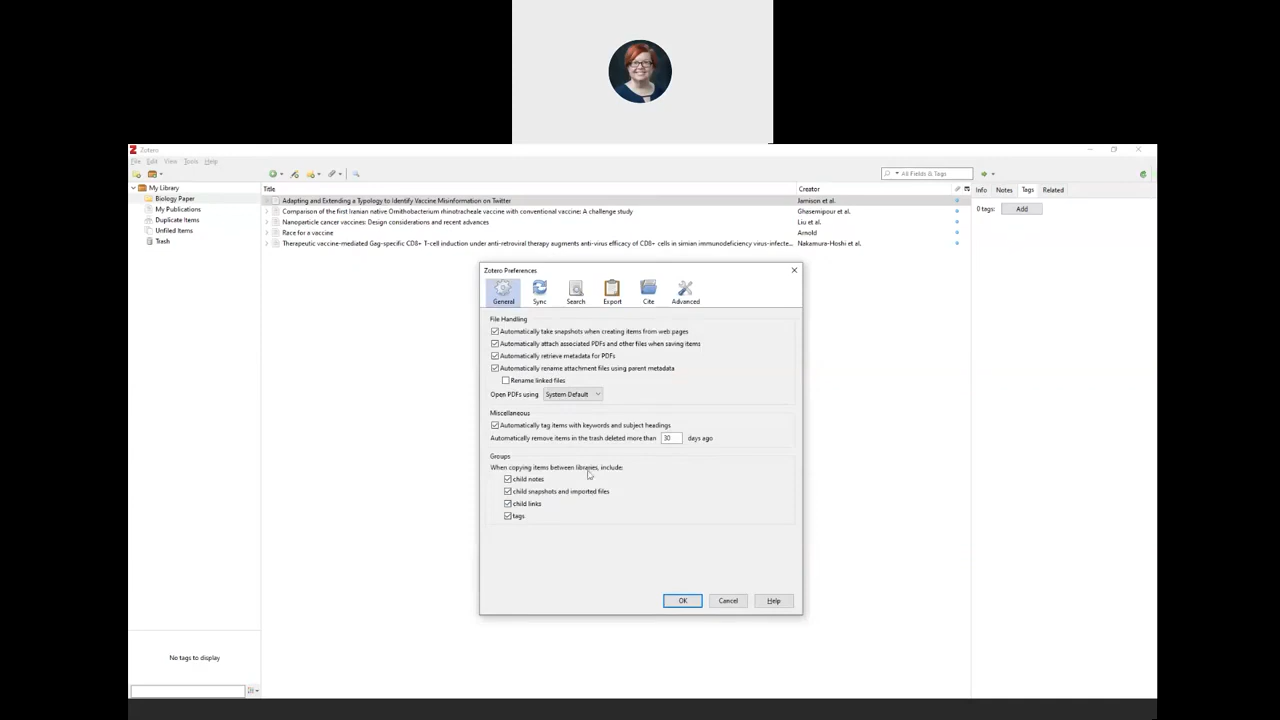 Zotero
File Edit View Tools Help
All Fields & Tags
My Library
Biology Paper
My Publications
Duplicate Items
Unfiled Items
Trash
Title Creator
Adapting and Extending a Typology to Identify Vaccine Misinformation on Twitter Jamison et al.
Comparison of the first Iranian native Ornithobacterium rhinotracheale vaccine with conventional vaccine: A challenge study Ghasemipour et al.
Nanoparticle cancer vaccines: Design considerations and recent advances Liu et al.
Race for a vaccine Arnold
Therapeutic vaccine-mediated Gag-specific CD8+ T-cell induction under anti-retroviral therapy augments anti-virus efficacy of CD8+ cells in simian immunodeficiency virus-infecte... Nakamura-Hoshi et al.
Info Notes Tags Related
0 tags: Add
Zotero Preferences
General Sync Search Export Cite Advanced
File Handling
Automatically take snapshots when creating items from web pages
Automatically attach associated PDFs and other files when saving items
Automatically retrieve metadata for PDFs
Automatically rename attachment files using parent metadata
Rename linked files
Open PDFs using System Default
Miscellaneous
Automatically tag items with keywords and subject headings
Automatically remove items in the trash deleted more than 30 days ago
Groups
When copying items between libraries, include:
child notes
child snapshots and imported files
child links
tags
OK Cancel Help
No tags to display